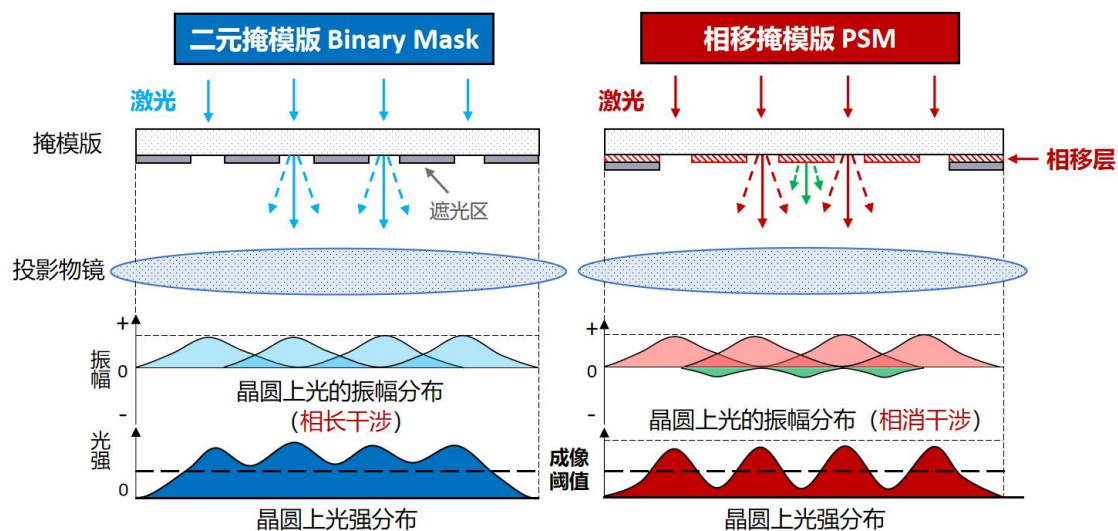 二元掩模版 Binary Mask
相移掩模版 PSM
激光
激光
掩模版
相移层
遮光区
投影物镜
+
振幅
0
-
晶圆上光的振幅分布
(相长干涉)
+
0
-
晶圆上光的振幅分布（相消干涉)
光强
0
晶圆上光强分布
成像
阈值
0
晶圆上光强分布